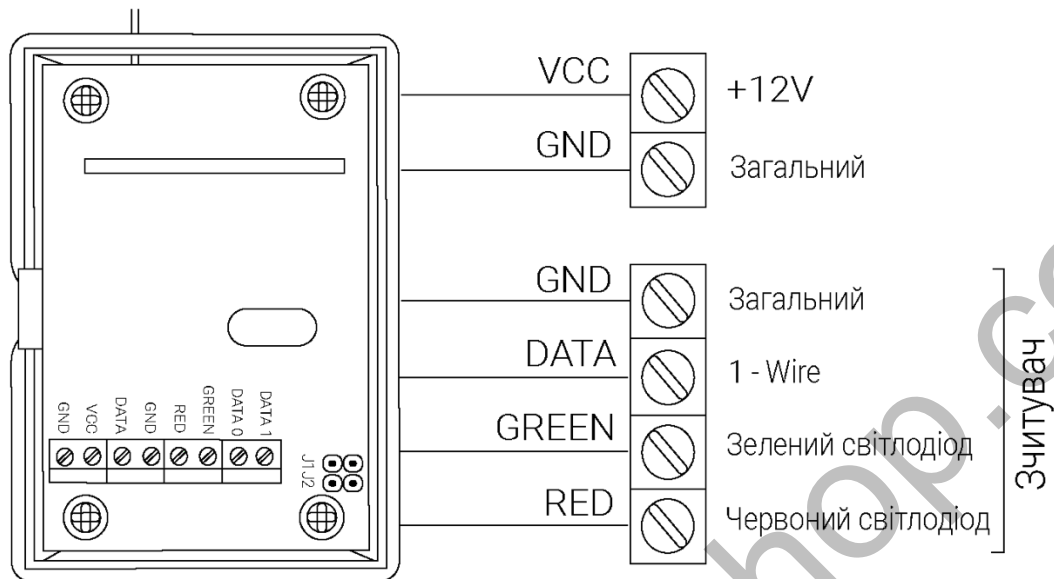 VCC
+12V
GND
Загальний
GND
Загальний
DATA
1 - Wire
GREEN
Зелений світлодіод
RED
Червоний світлодіод
Зчитувач
GND VCC DATA GND RED GREEN DATA 0 DATA 1
J1 J2
hop.c